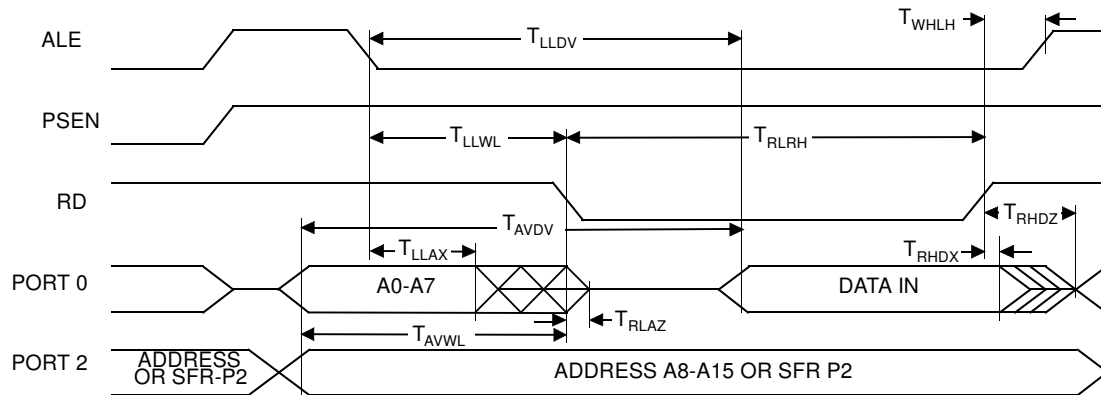 T_WHLH
ALE
T_LLDV
PSEN
T_LLWL
T_RLRH
RD
T_AVDV
T_RHDZ
T_LLAX
T_RHDX
PORT 0
A0-A7
DATA IN
T_RLAZ
T_AVWL
PORT 2
ADDRESS
OR SFR-P2
ADDRESS A8-A15 OR SFR P2